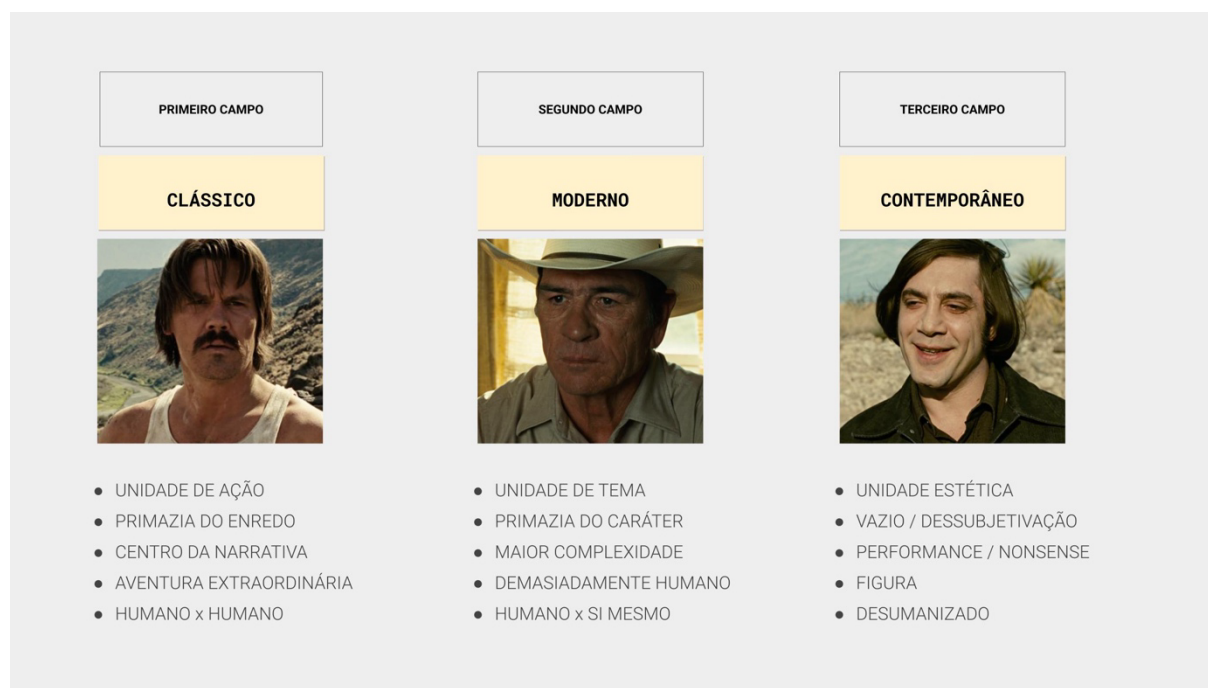 PRIMEIRO CAMPO
CLÁSSICO
● UNIDADE DE AÇÃO
● PRIMAZIA DO ENREDO
● CENTRO DA NARRATIVA
● AVENTURA EXTRAORDINÁRIA
● HUMANO x HUMANO
SEGUNDO CAMPO
MODERNO
● UNIDADE DE TEMA
● PRIMAZIA DO CARÁTER
● MAIOR COMPLEXIDADE
● DEMASIADAMENTE HUMANO
● HUMANO x SI MESMO
TERCEIRO CAMPO
CONTEMPORÂNEO
● UNIDADE ESTÉTICA
● VAZIO / DESSUBJETIVAÇÃO
● PERFORMANCE / NONSENSE
● FIGURA
● DESUMANIZADO